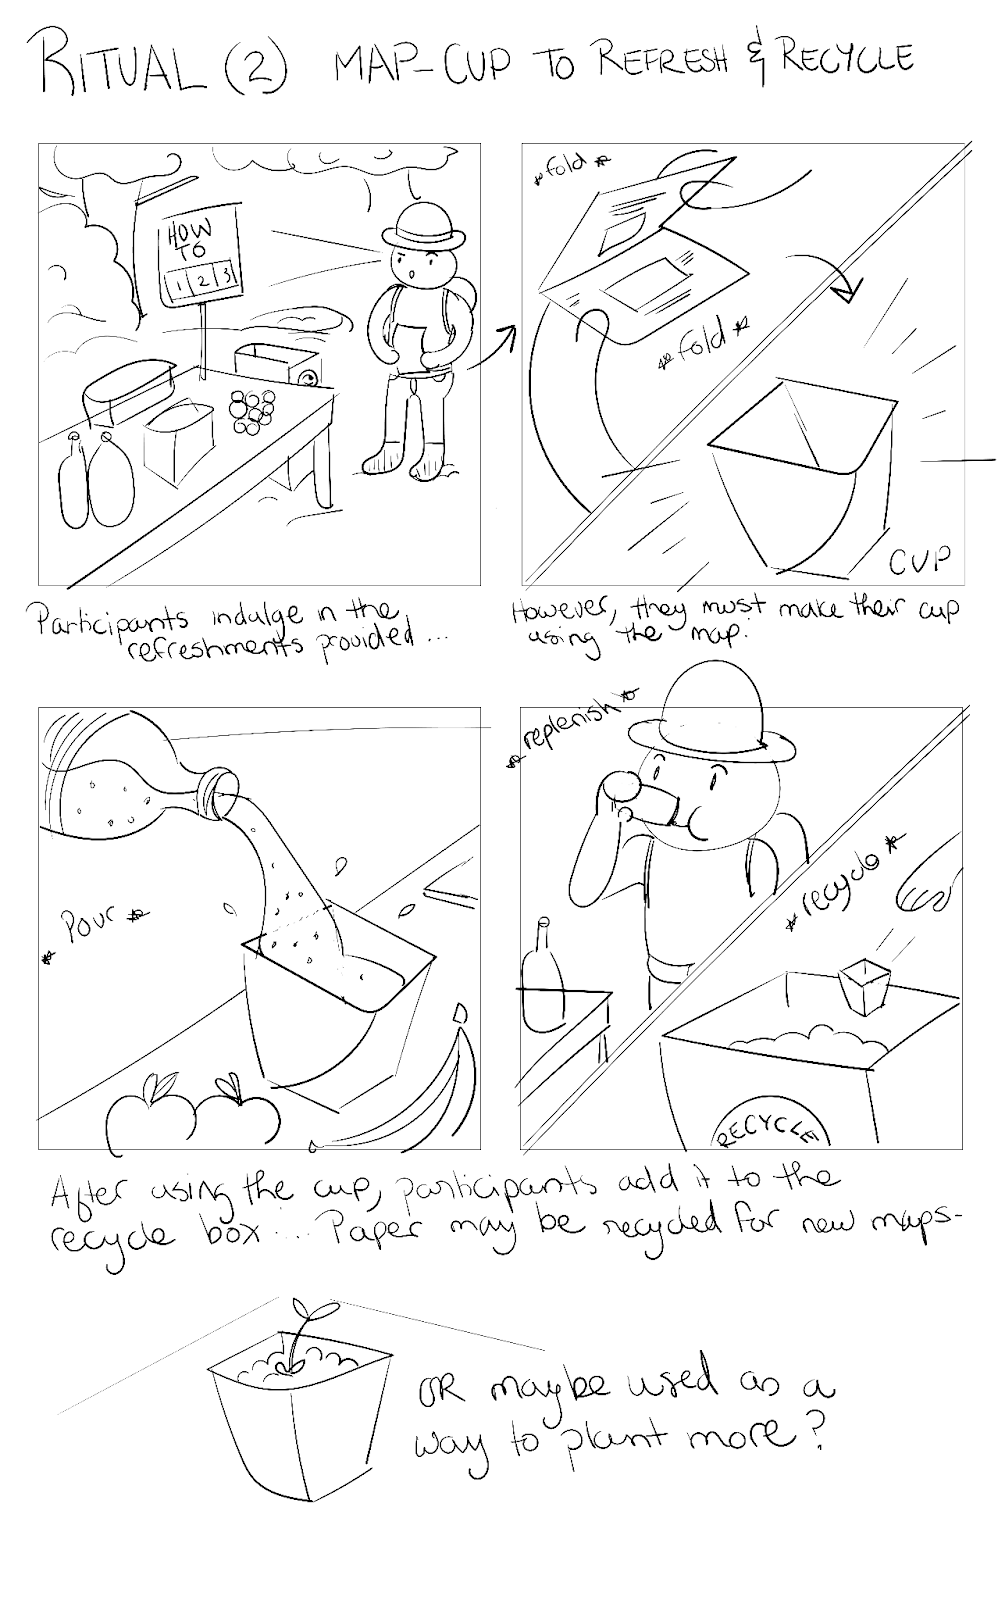 RITUAL (2) MAP-CUP TO REFRESH & RECYCLE
HOW
TO
1 2 3
Participants indulge in the
refreshments provided...
*fold*
*fold*
CUP
However, they must make their cup
using the map.
*Pour*
*replenish*
*recycle*
RECYCLE
After using the cup, participants add it to the
recycle box.... Paper may be recycled for new maps-
OR maybe used as a
way to plant more?